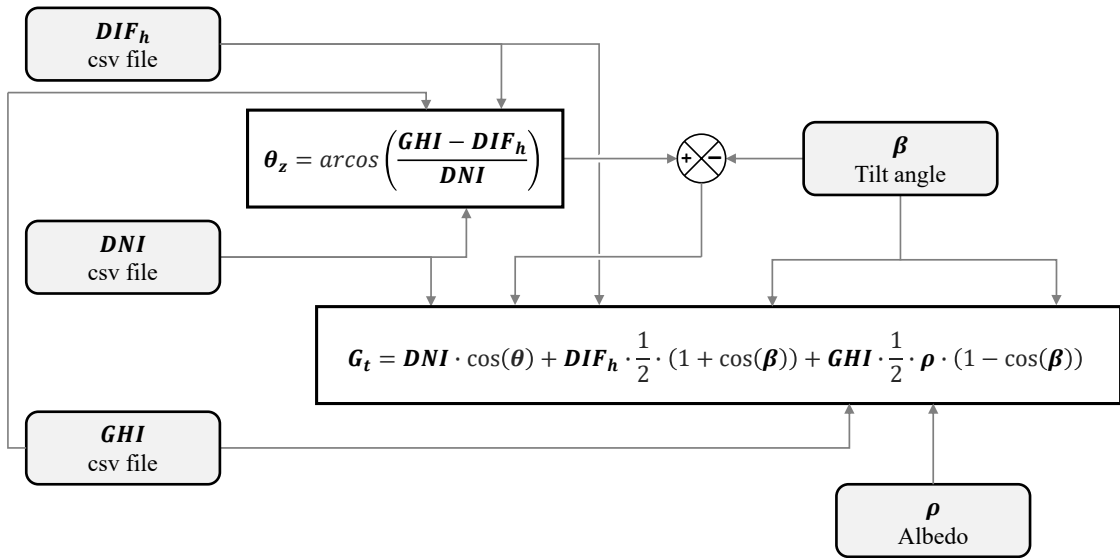 DIF_h
csv file
θ_z = arcos((GHI − DIF_h)/DNI)
+ −
β
Tilt angle
DNI
csv file
G_t = DNI · cos(θ) + DIF_h · 1/2 · (1 + cos(β)) + GHI · 1/2 · ρ · (1 − cos(β))
GHI
csv file
ρ
Albedo